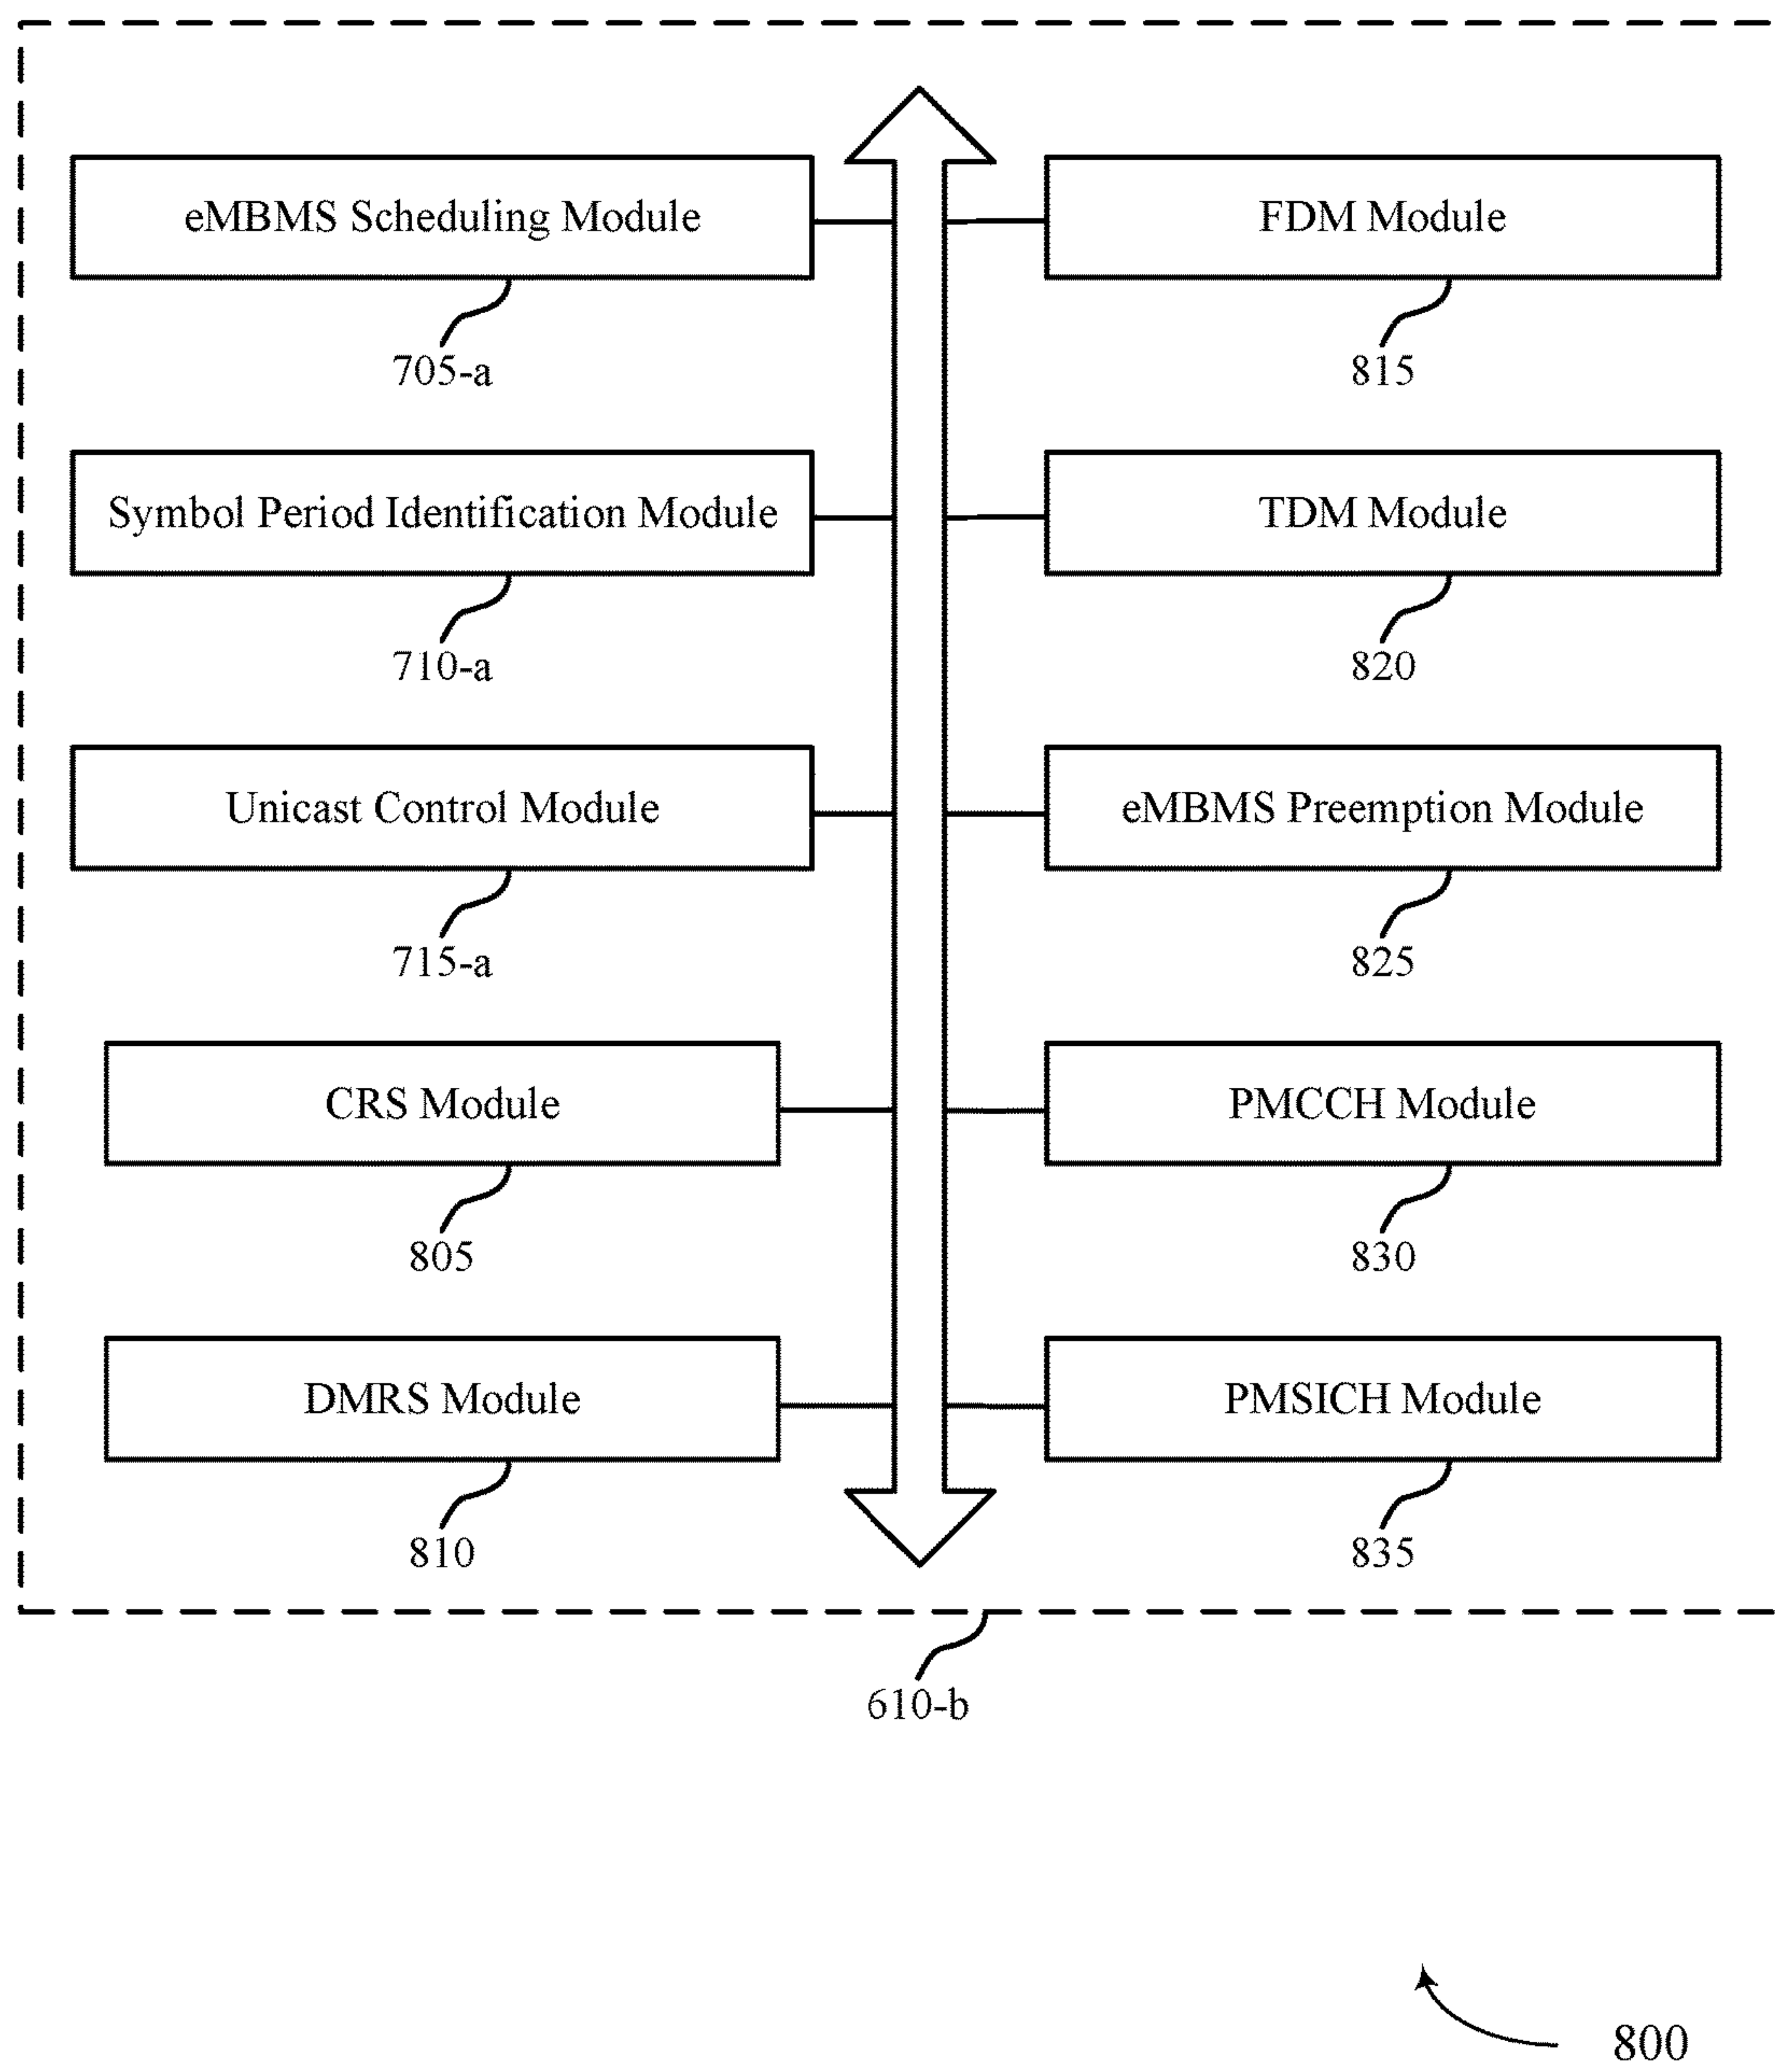 eMBMS Scheduling Module
705-a
Symbol Period Identification Module
710-a
Unicast Control Module
715-a
CRS Module
805
DMRS Module
810
FDM Module
815
TDM Module
820
eMBMS Preemption Module
825
PMCCH Module
830
PMSICH Module
835
610-b
800